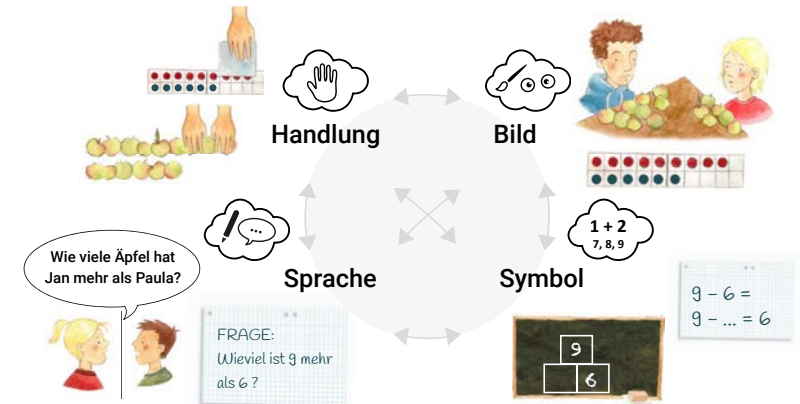 Handlung
Bild
Sprache
Symbol
1 + 2
7, 8, 9
Wie viele Äpfel hat
Jan mehr als Paula?
FRAGE:
Wieviel ist 9 mehr
als 6 ?
9
6
9 – 6 =
9 – ... = 6